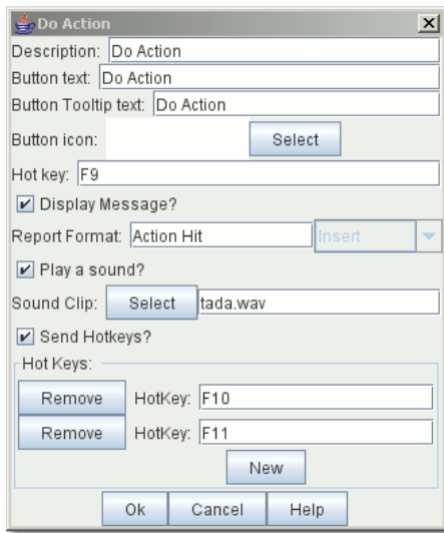 Do Action
Description: Do Action
Button text: Do Action
Button Tooltip text: Do Action
Button icon: Select
Hot key: F9
Display Message?
Report Format: Action Hit Insert
Play a sound?
Sound Clip: Select tada.wav
Send Hotkeys?
Hot Keys:
Remove HotKey: F10
Remove HotKey: F11
New
Ok Cancel Help